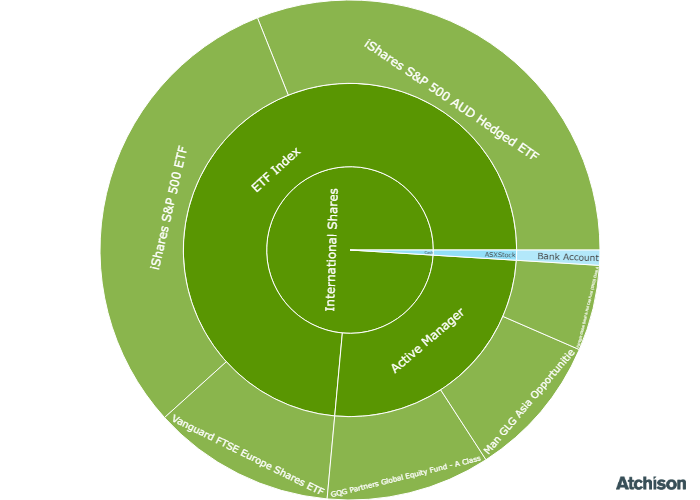 iShares S&P 500 AUD Hedged ETF
iShares S&P 500 ETF
ETF Index
International Shares
ASXStock
Bank Account
Active Manager
Man GLG Asia Opportunitie
GQG Partners Global Equity Fund - A Class
Vanguard FTSE Europe Shares ETF
Atchison